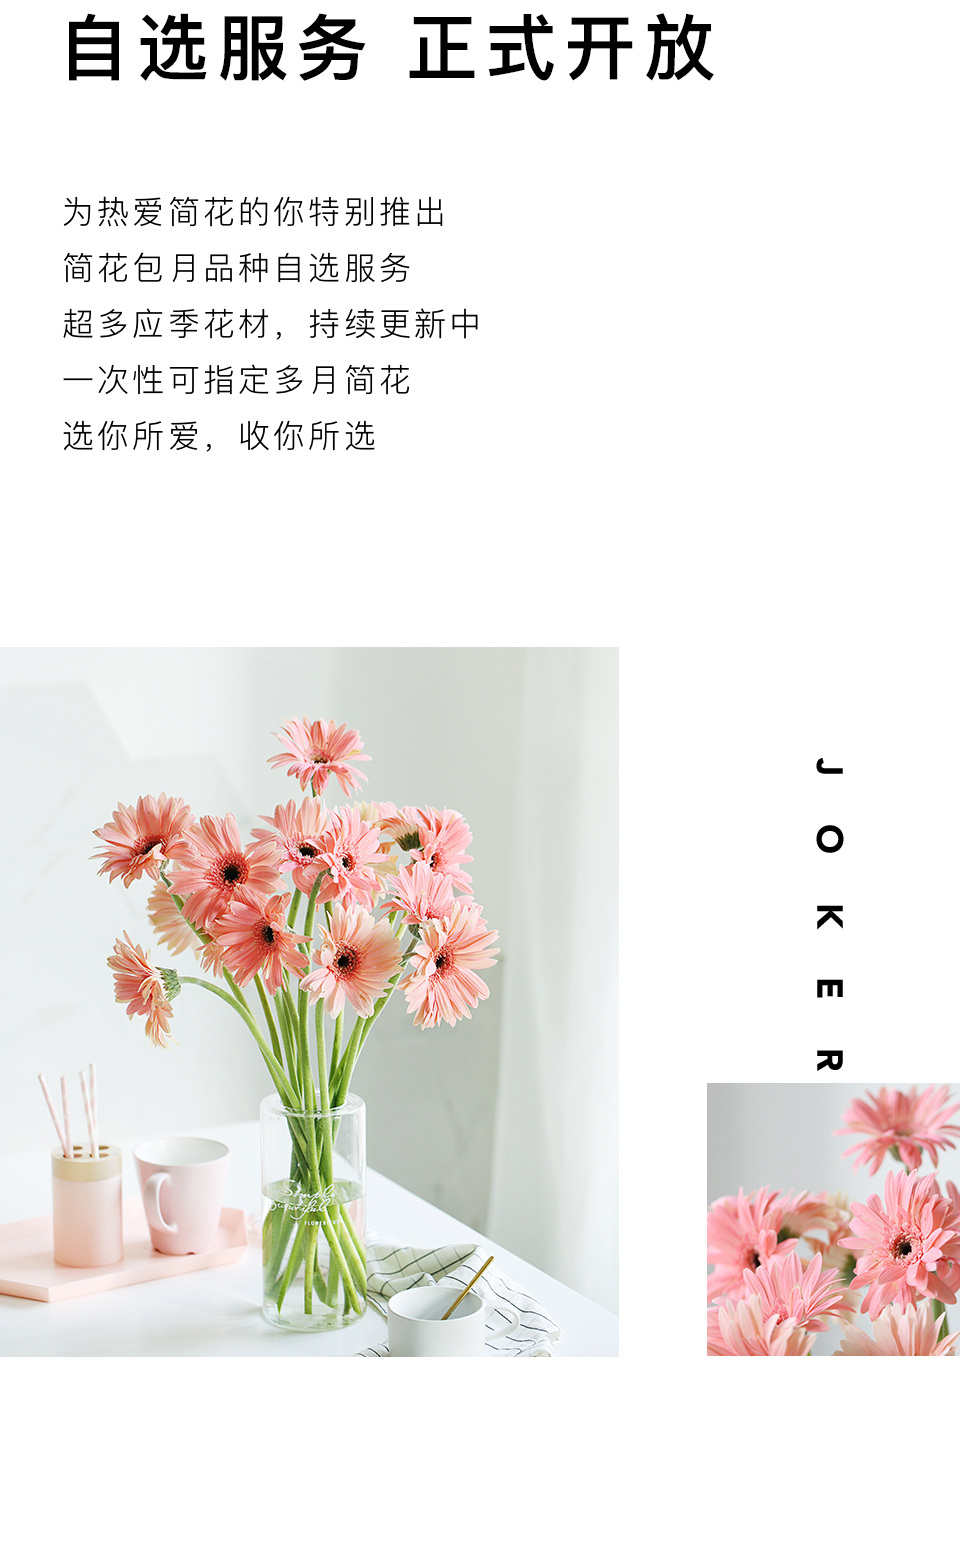 自选服务 正式开放
为热爱简花的你特别推出
简花包月品种自选服务
超多应季花材，持续更新中
一次性可指定多月简花
选你所爱，收你所选
JOKER
Simple
Beautiful